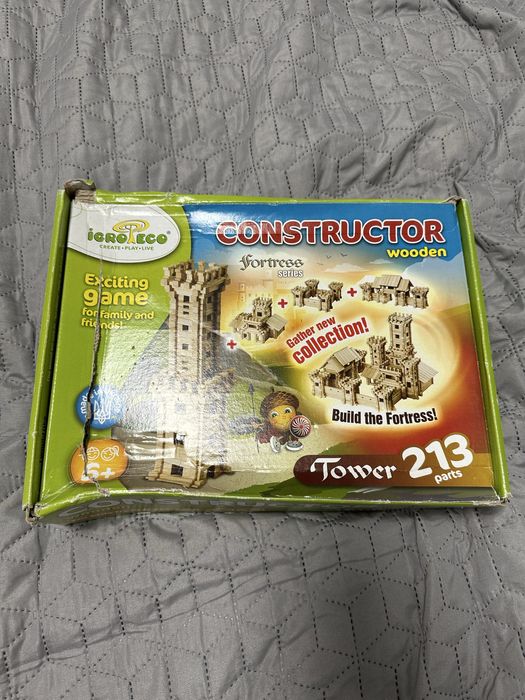 IGROTECO
CREATE • PLAY • LIVE
CONSTRUCTOR
wooden
Fortress
series
Exciting
game
for family and
friends!
Gather new
collection!
Build the Fortress!
6+
Tower 213
parts